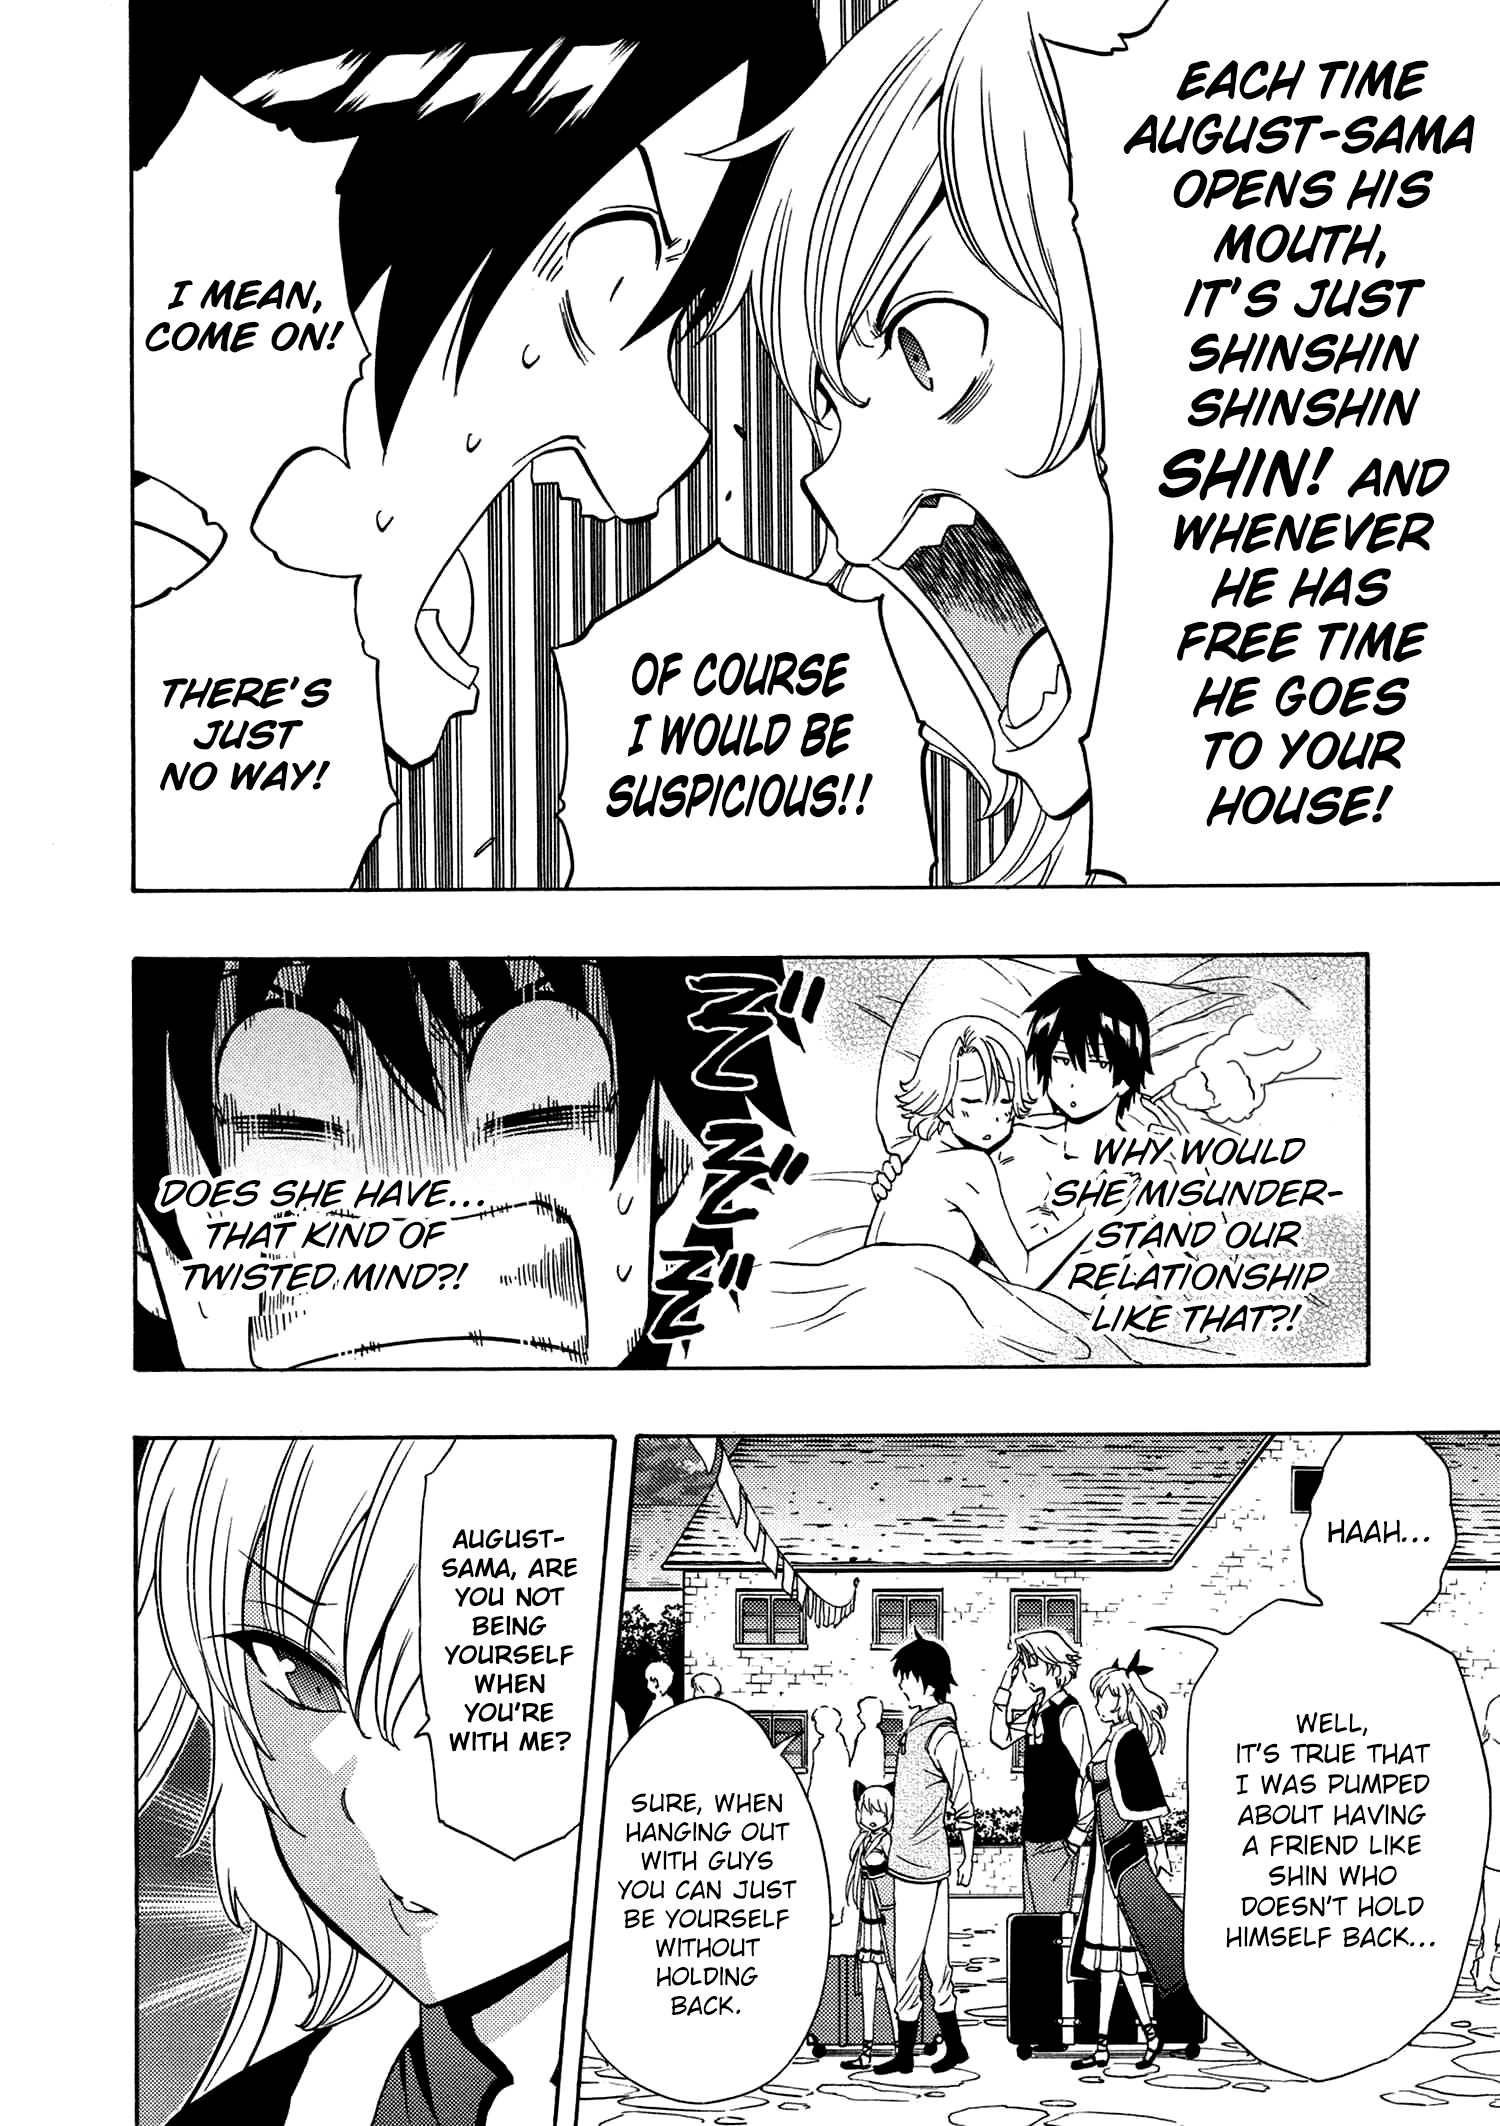 EACH TIME
AUGUST-SAMA
OPENS HIS
MOUTH,
IT'S JUST
SHINSHIN
SHINSHIN
SHIN! AND
WHENEVER
HE HAS
FREE TIME
HE GOES
TO YOUR
HOUSE!
OF COURSE
I WOULD BE
SUSPICIOUS!!
I MEAN,
COME ON!
THERE'S
JUST
NO WAY!
WHY WOULD
SHE MISUNDER-
STAND OUR
RELATIONSHIP
LIKE THAT?!
ぞ
ぞ
ぞ
DOES SHE HAVE...
THAT KIND OF
TWISTED MIND?!
HAAH...
WELL,
IT'S TRUE THAT
I WAS PUMPED
ABOUT HAVING
A FRIEND LIKE
SHIN WHO
DOESN'T HOLD
HIMSELF BACK...
SURE, WHEN
HANGING OUT
WITH GUYS
YOU CAN JUST
BE YOURSELF
WITHOUT
HOLDING
BACK.
AUGUST-
SAMA, ARE
YOU NOT
BEING
YOURSELF
WHEN
YOU'RE
WITH ME?